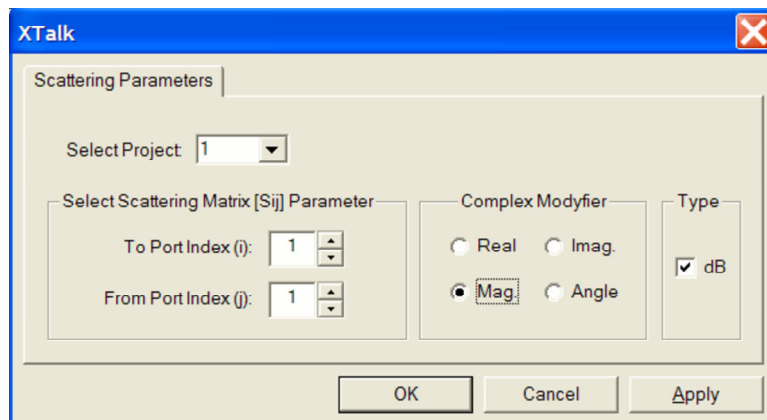 XTalk
Scattering Parameters
Select Project: 1
Select Scattering Matrix [Sij] Parameter
To Port Index (i): 1
From Port Index (j): 1
Complex Modyfier
Real Imag.
Mag. Angle
Type
dB
OK Cancel Apply